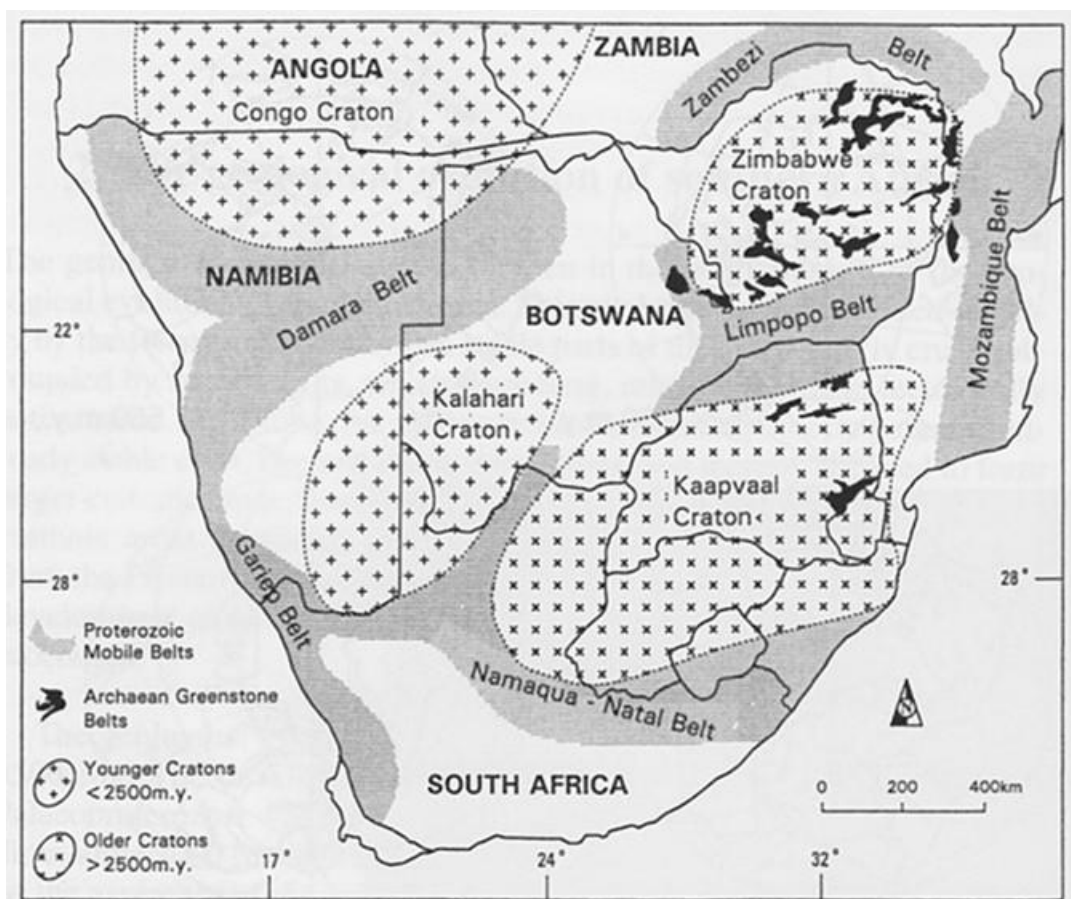 ZAMBIA
ANGOLA
Congo Craton
Zambezi Belt
Zimbabwe
Craton
NAMIBIA
Damara Belt
BOTSWANA
Limpopo Belt
Mozambique Belt
22°
Kalahari
Craton
Kaapvaal
Craton
Gariep Belt
28°
28°
Proterozoic
Mobile Belts
Namaqua - Natal Belt
Archaean Greenstone
Belts
N
Younger Cratons
<2500m.y.
SOUTH AFRICA
0 200 400km
Older Cratons
>2500m.y.
17°
24°
32°